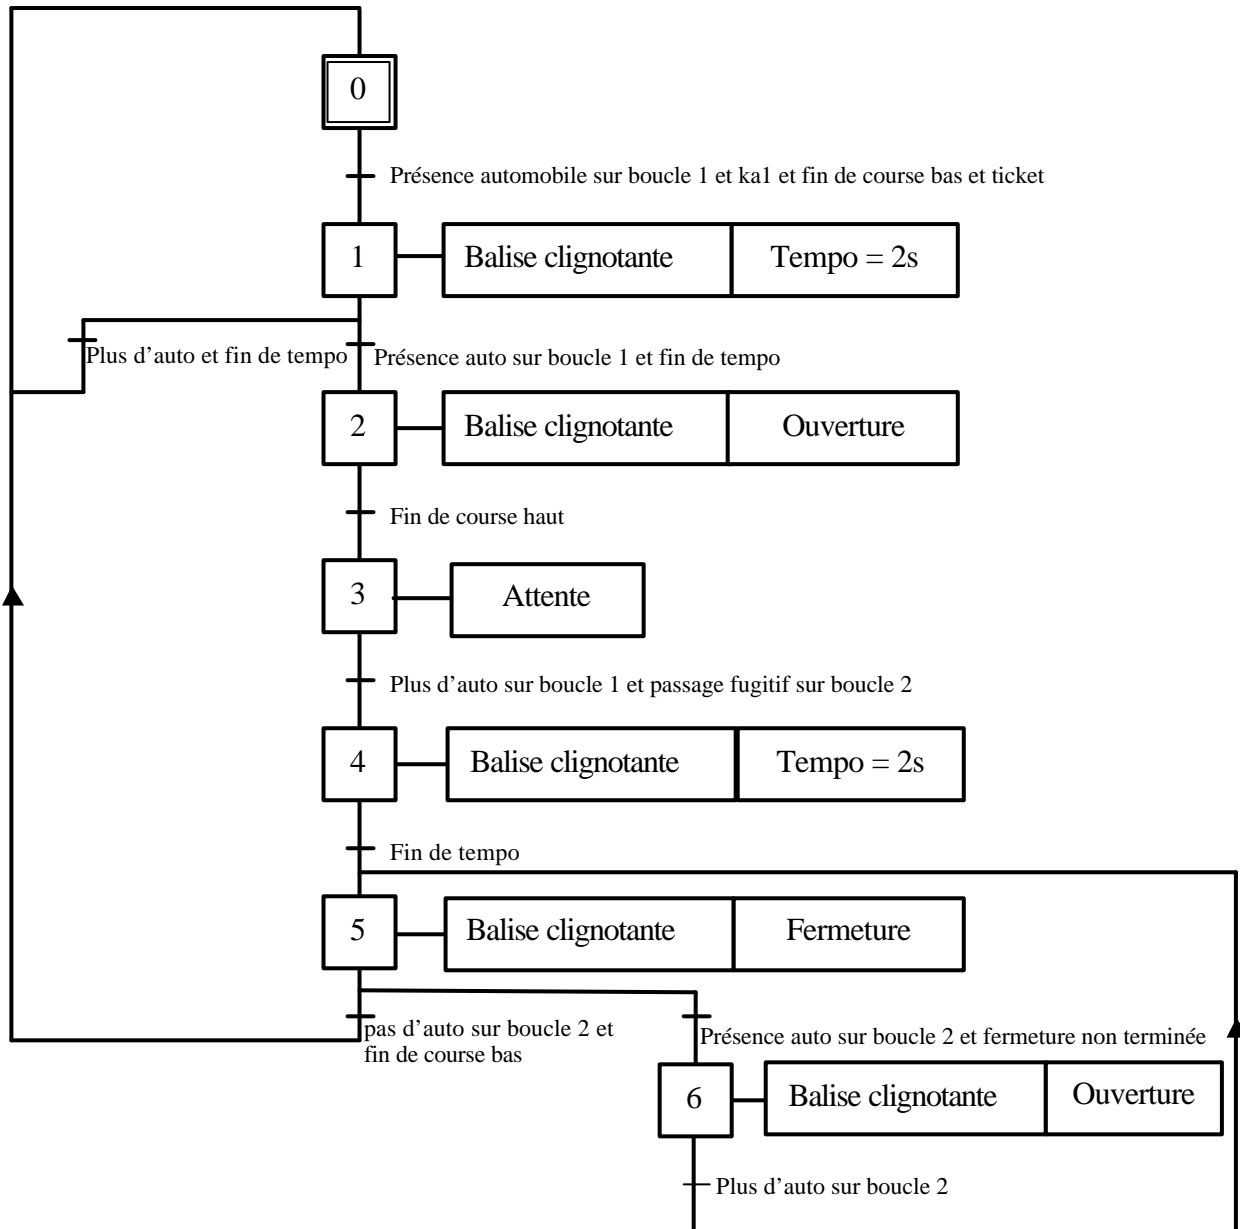 0
Présence automobile sur boucle 1 et ka1 et fin de course bas et ticket
1
Balise clignotante
Tempo = 2s
Plus d'auto et fin de tempo
Présence auto sur boucle 1 et fin de tempo
2
Balise clignotante
Ouverture
Fin de course haut
3
Attente
Plus d'auto sur boucle 1 et passage fugitif sur boucle 2
4
Balise clignotante
Tempo = 2s
Fin de tempo
5
Balise clignotante
Fermeture
pas d'auto sur boucle 2 et
fin de course bas
Présence auto sur boucle 2 et fermeture non terminée
6
Balise clignotante
Ouverture
Plus d'auto sur boucle 2